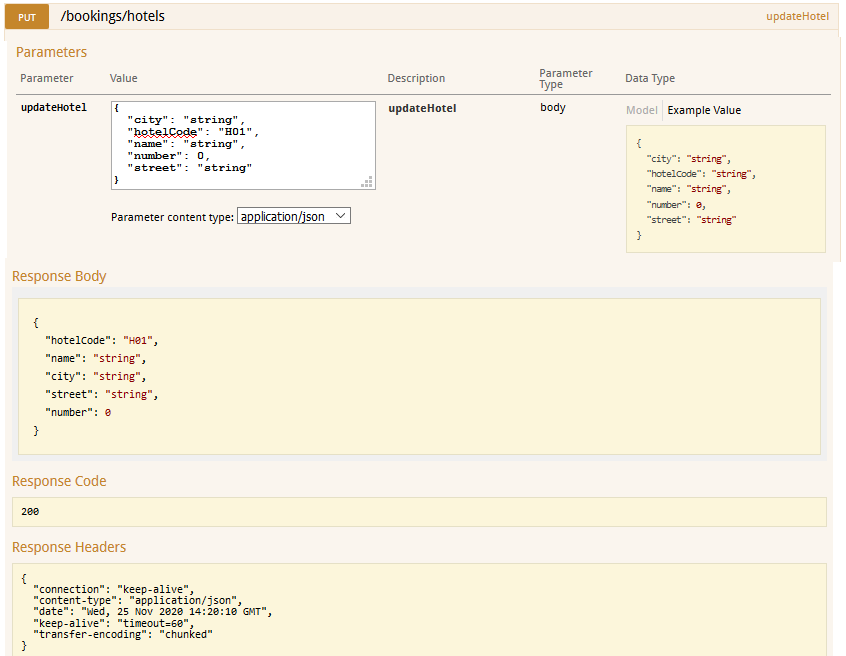 PUT /bookings/hotels updateHotel
Parameters
Parameter Value Description Parameter Type Data Type
updateHotel
{
"city": "string",
"hotelCode": "H01",
"name": "string",
"number": 0,
"street": "string"
}
Parameter content type: application/json
updateHotel
body
Model Example Value
{
"city": "string",
"hotelCode": "string",
"name": "string",
"number": 0,
"street": "string"
}
Response Body
{
"hotelCode": "H01",
"name": "string",
"city": "string",
"street": "string",
"number": 0
}
Response Code
200
Response Headers
{
"connection": "keep-alive",
"content-type": "application/json",
"date": "Wed, 25 Nov 2020 14:20:10 GMT",
"keep-alive": "timeout=60",
"transfer-encoding": "chunked"
}